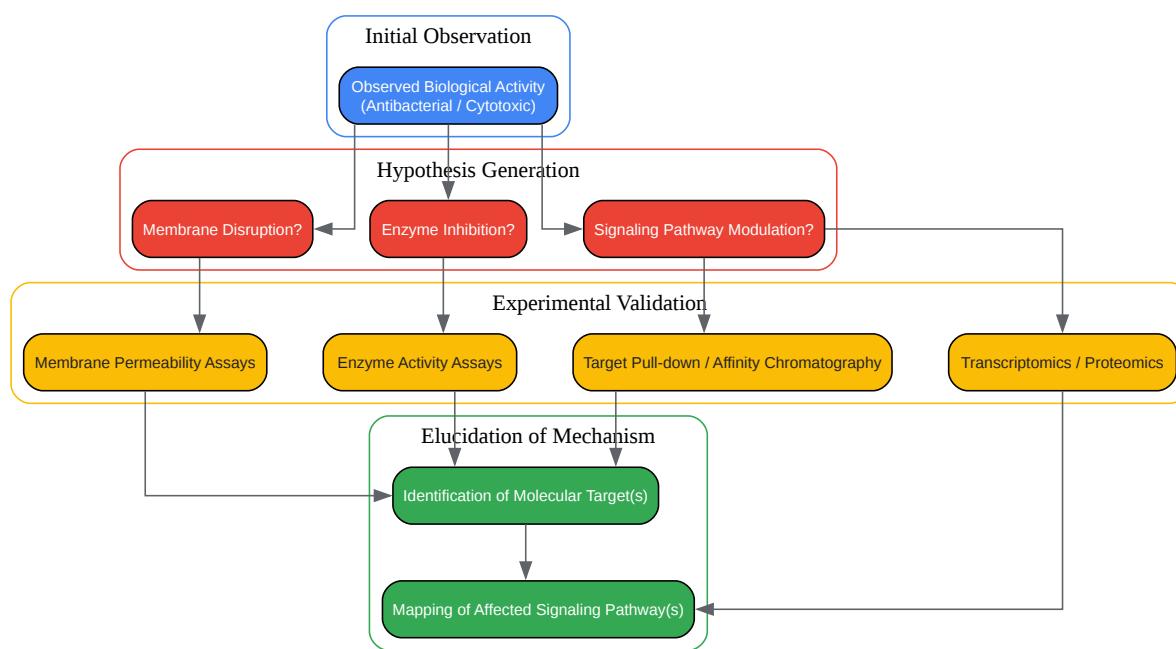 Initial Observation
Observed Biological Activity
(Antibacterial / Cytotoxic)
Hypothesis Generation
Membrane Disruption?
Enzyme Inhibition?
Signaling Pathway Modulation?
Experimental Validation
Membrane Permeability Assays
Enzyme Activity Assays
Target Pull-down / Affinity Chromatography
Transcriptomics / Proteomics
Elucidation of Mechanism
Identification of Molecular Target(s)
Mapping of Affected Signaling Pathway(s)